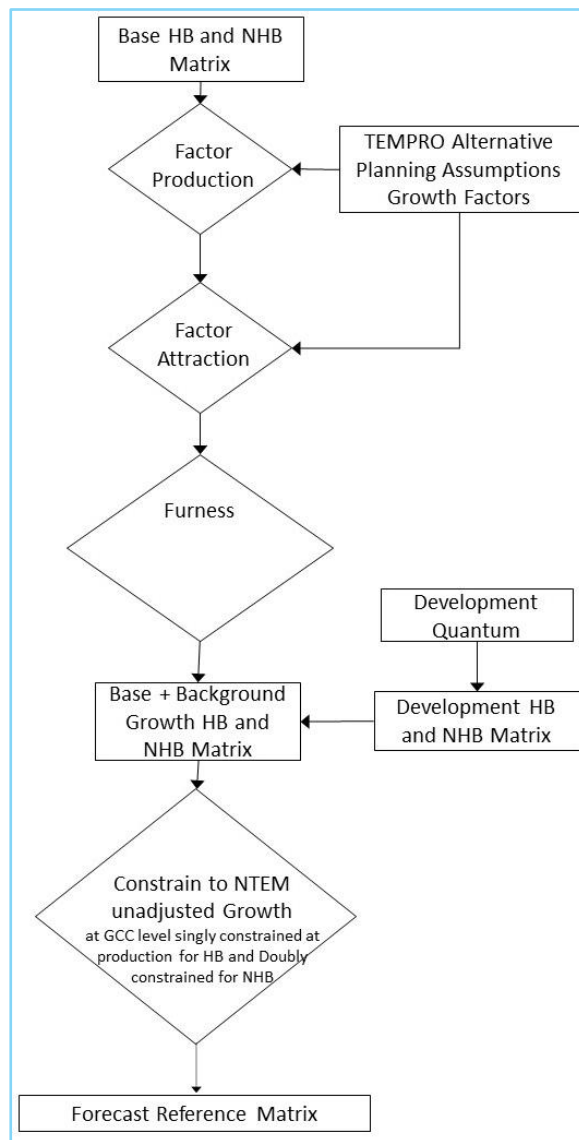 Base HB and NHB
Matrix
Factor
Production
TEMPRO Alternative
Planning Assumptions
Growth Factors
Factor
Attraction
Furness
Development
Quantum
Base + Background
Growth HB and
NHB Matrix
Development HB
and NHB Matrix
Constrain to NTEM
unadjusted Growth
at GCC level singly constrained at
production for HB and Doubly
constrained for NHB
Forecast Reference Matrix